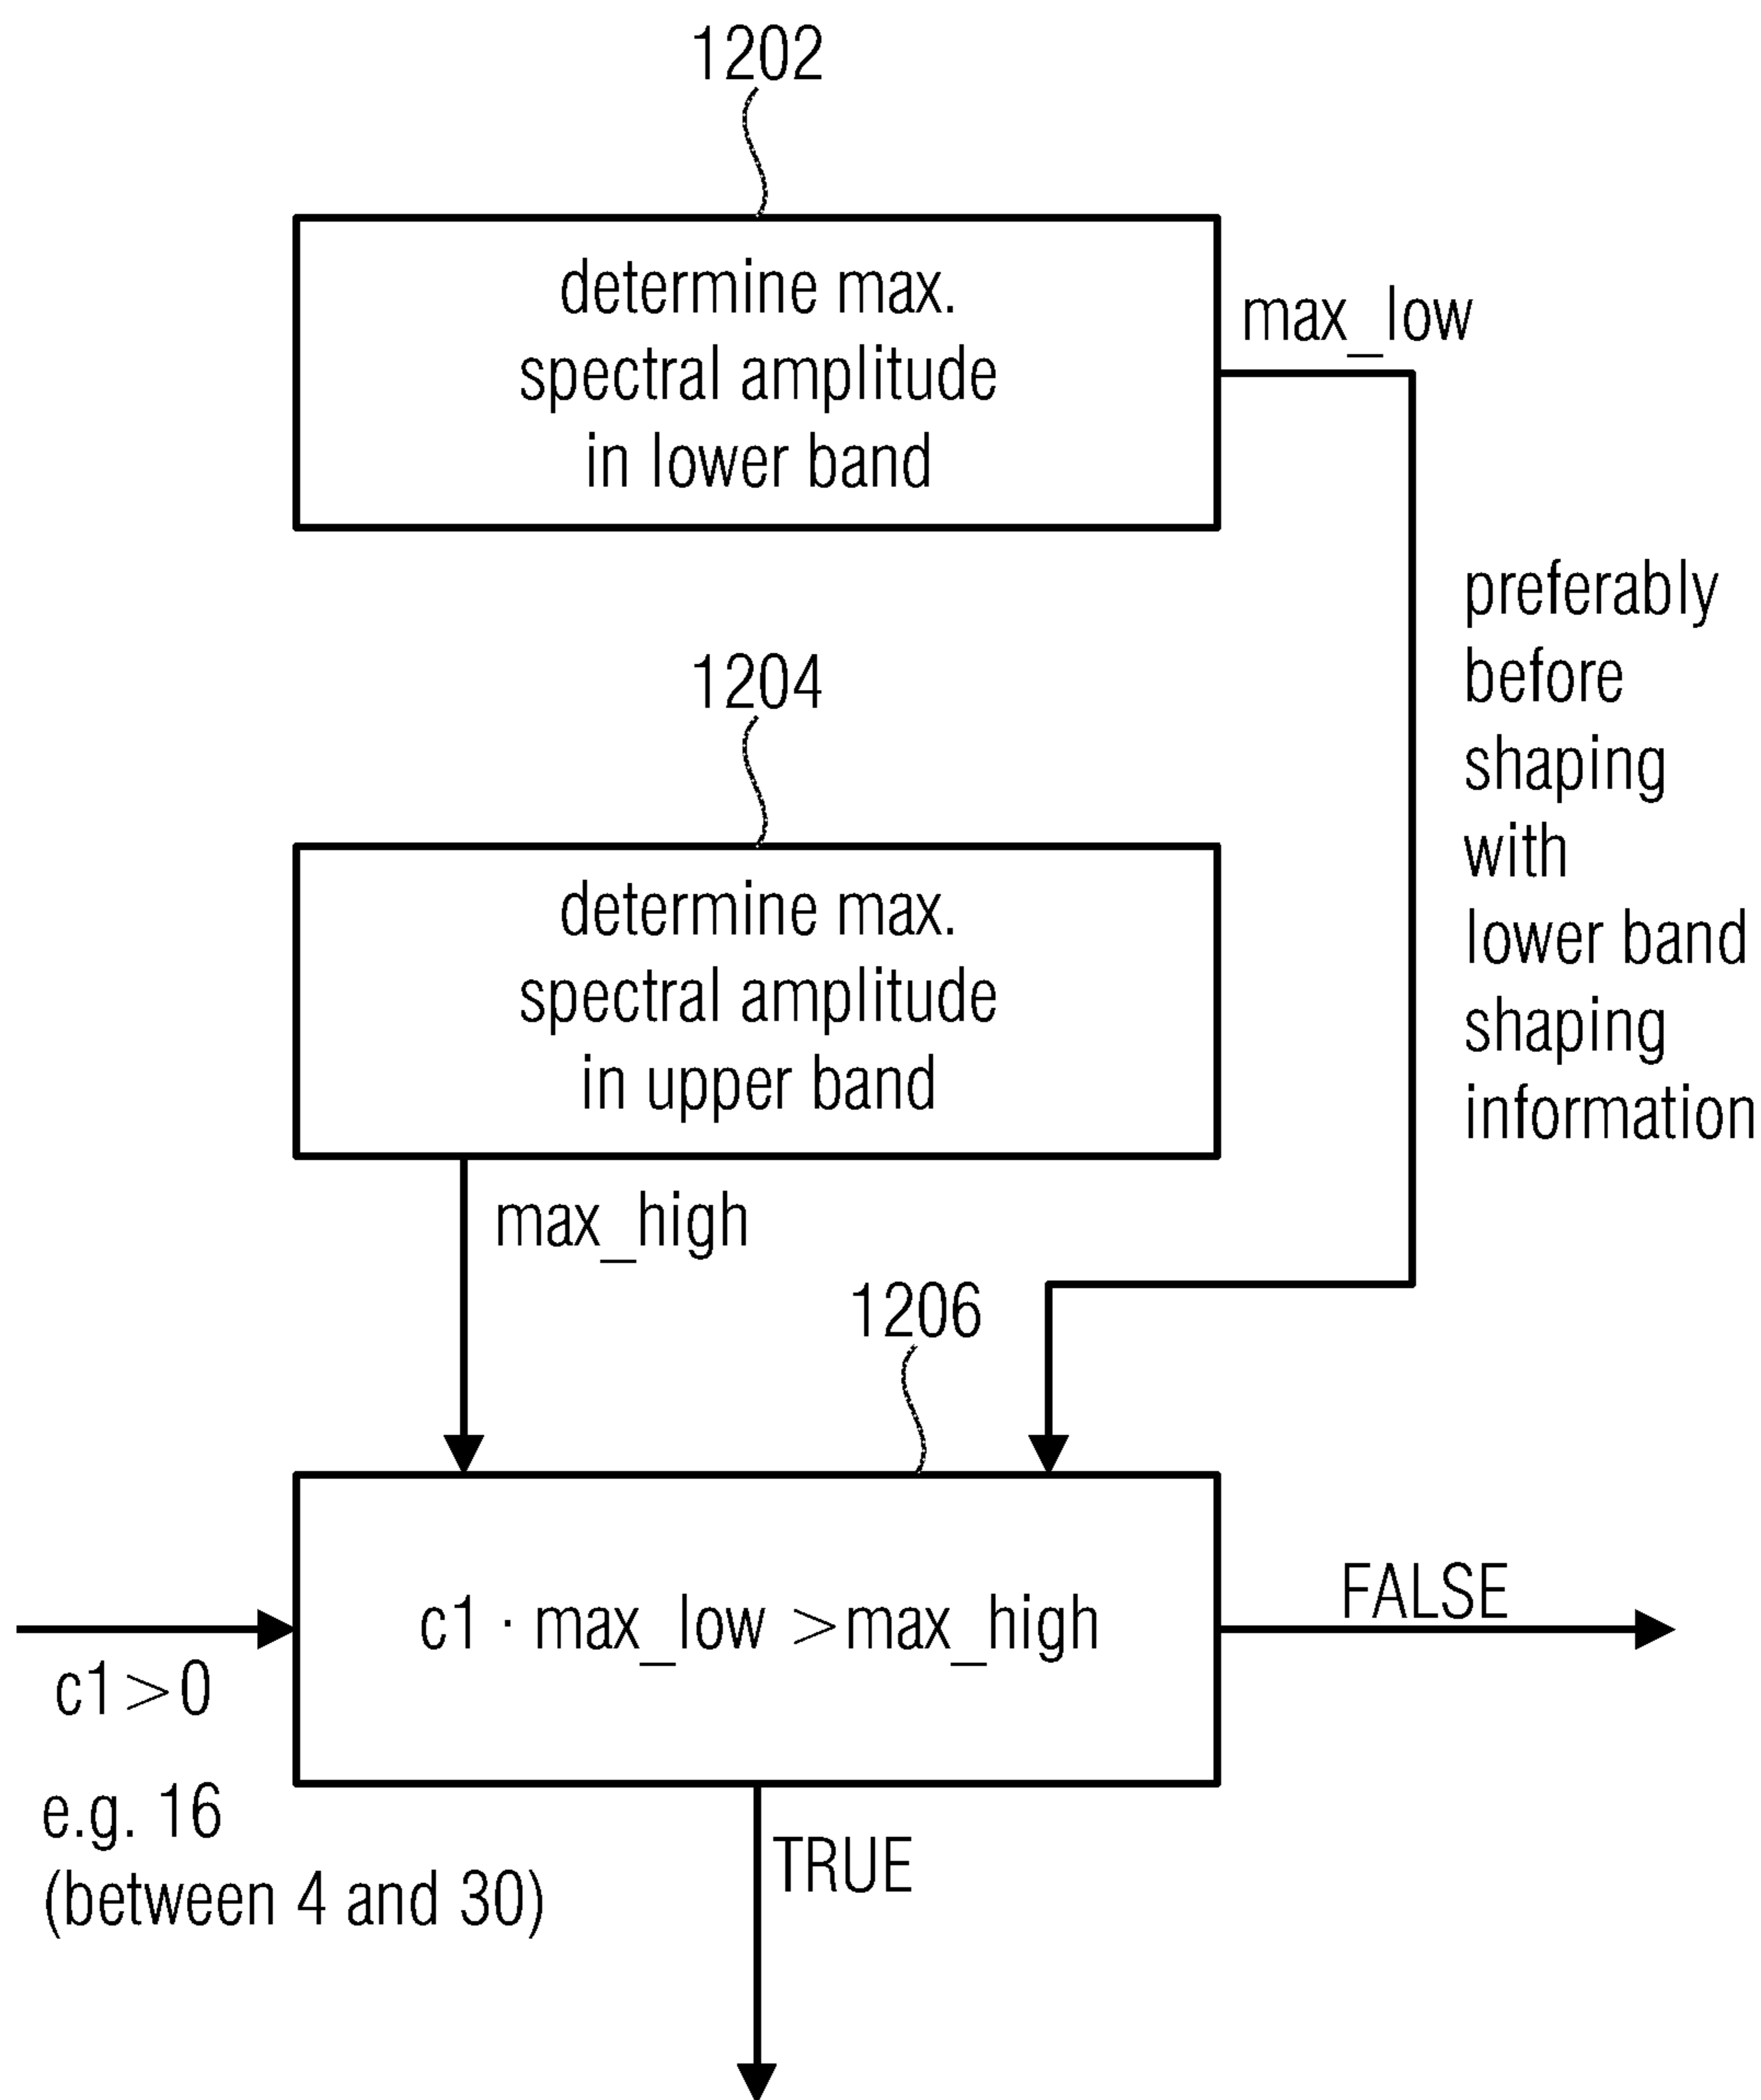 1202
determine max.
spectral amplitude
in lower band
max_low
preferably
before
shaping
with
lower band
shaping
information
1204
determine max.
spectral amplitude
in upper band
max_high
1206
c1 · max_low >max_high
FALSE
c1>0
e.g. 16
(between 4 and 30)
TRUE